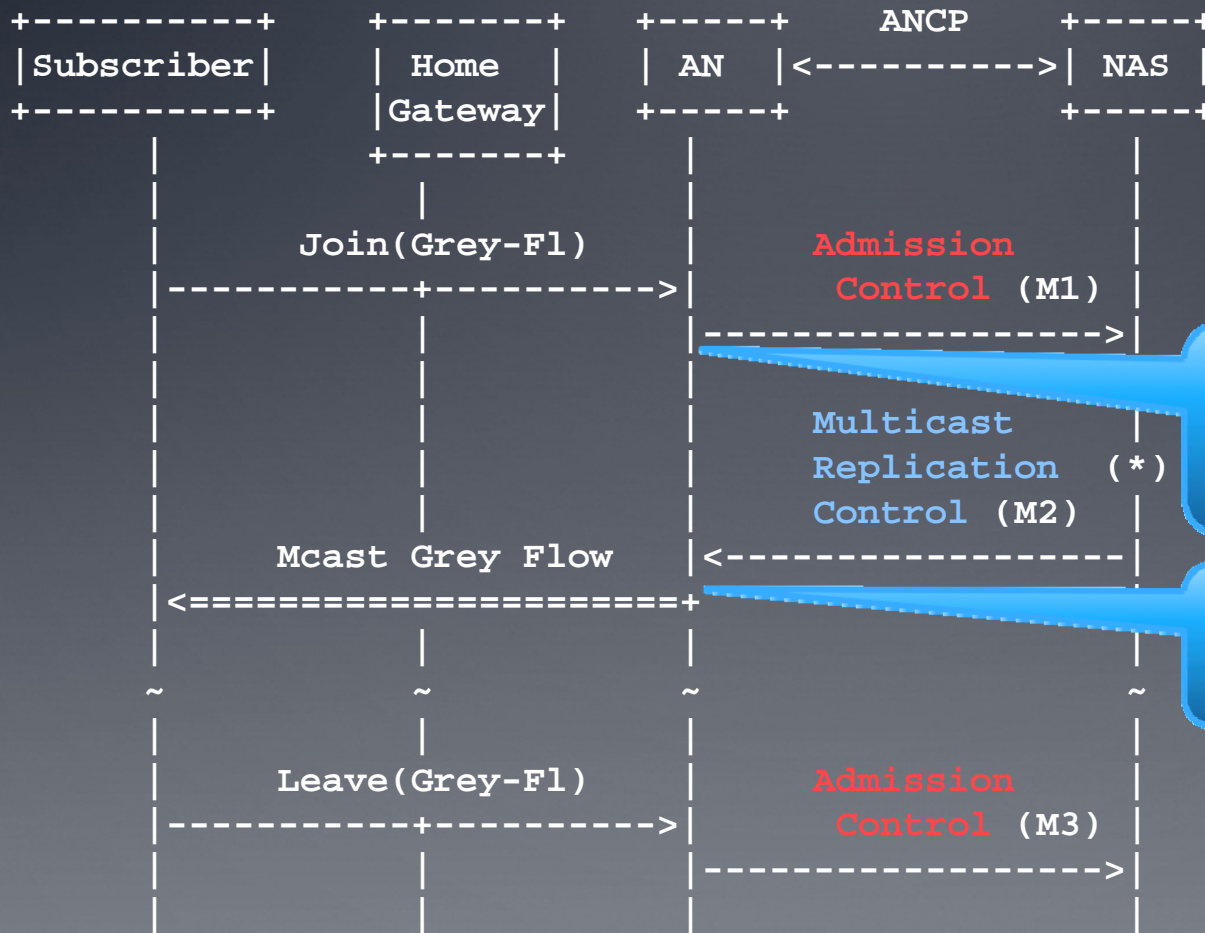 +-----------+    +-------+   +-----+    ANCP    +-----+
|Subscriber|    | Home  |   | AN  |<----------->| NAS |
+-----------+    |Gateway|   +-----+            +-----+
|         +-------+     |                   |
|           |           |                   |
|     Join(Grey-Fl)     |     Admission     |
|-----------+---------->|      Control (M1) |
|           |           |------------------>|
|           |           |     Multicast     |
|           |           |     Replication  (*)
|           |           |     Control (M2)  |
|    Mcast Grey Flow    |<------------------|
|<======================+                   |
|           |           |                   |
~           ~           ~                   ~
|           |           |                   |
|    Leave(Grey-Fl)     |     Admission     |
|-----------+---------->|      Control (M3) |
|           |           |------------------>|
|           |           |                   |